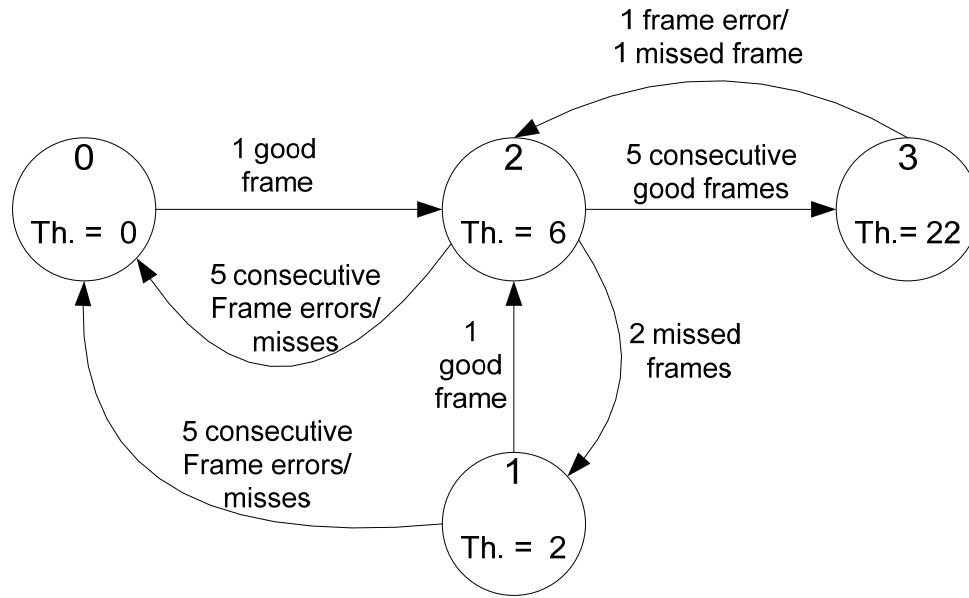 1 frame error/
1 missed frame
0
Th. = 0
1 good
frame
2
Th. = 6
5 consecutive
good frames
3
Th.= 22
5 consecutive
Frame errors/
misses
1
good
frame
2 missed
frames
5 consecutive
Frame errors/
misses
1
Th. = 2